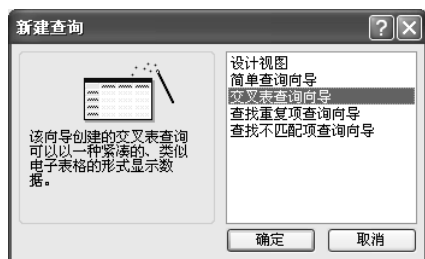 新建查询
设计视图
简单查询向导
交叉表查询向导
查找重复项查询向导
查找不匹配项查询向导
该向导创建的交叉表查询
可以以一种紧凑的、类似
电子表格的形式显示数
据。
确定
取消